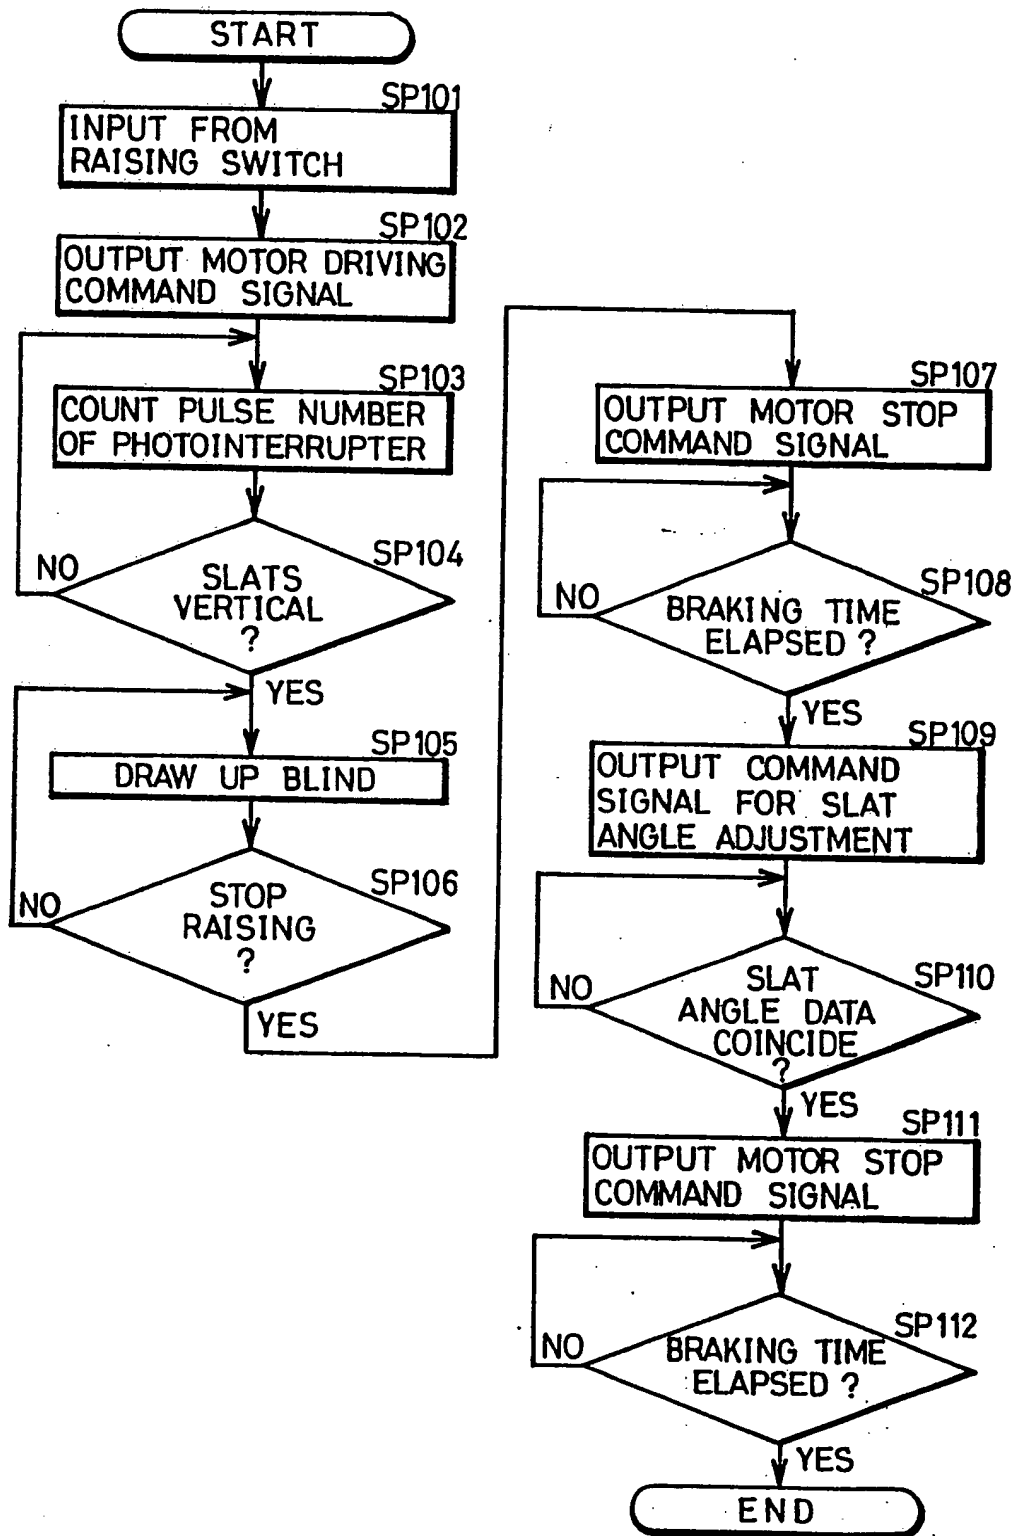 START
SP101
INPUT FROM
RAISING SWITCH
SP102
OUTPUT MOTOR DRIVING
COMMAND SIGNAL
SP103
COUNT PULSE NUMBER
OF PHOTOINTERRUPTER
SP104
NO
SLATS
VERTICAL
?
YES
SP105
DRAW UP BLIND
SP106
NO
STOP
RAISING
?
YES
SP107
OUTPUT MOTOR STOP
COMMAND SIGNAL
SP108
NO
BRAKING TIME
ELAPSED ?
YES
SP109
OUTPUT COMMAND
SIGNAL FOR SLAT
ANGLE ADJUSTMENT
SP110
NO
SLAT
ANGLE DATA
COINCIDE
?
YES
SP111
OUTPUT MOTOR STOP
COMMAND SIGNAL
SP112
NO
BRAKING TIME
ELAPSED ?
YES
END